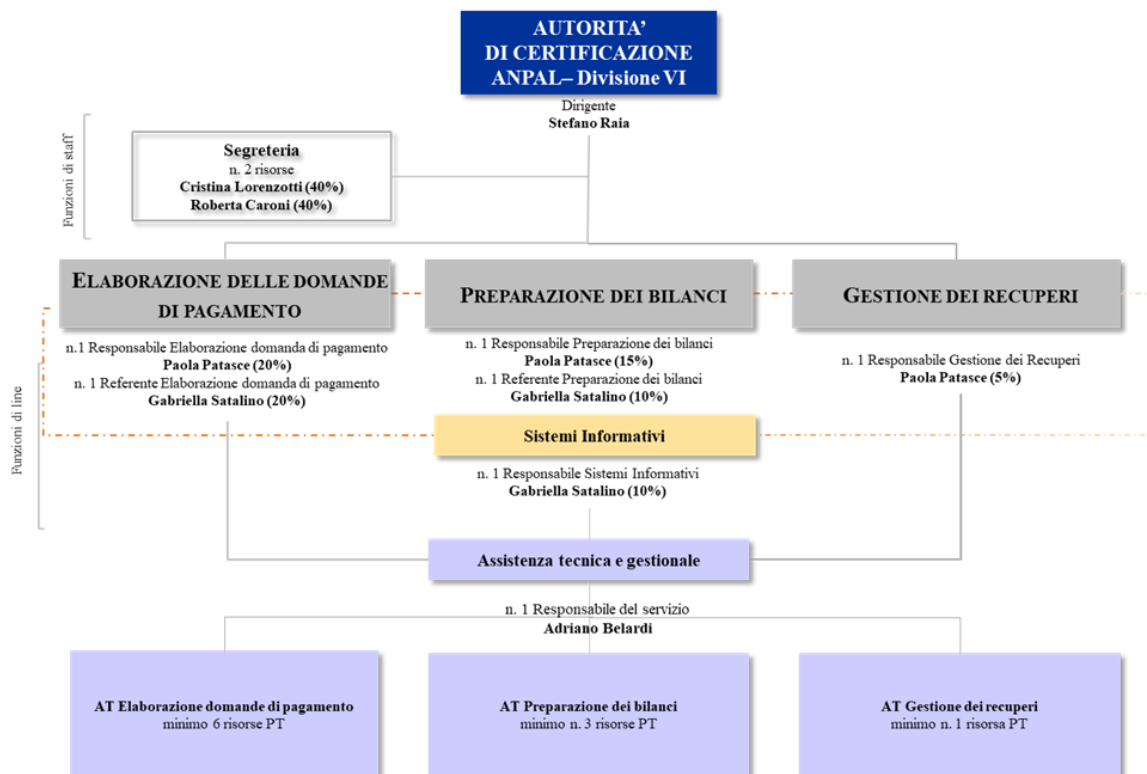 AUTORITA'
DI CERTIFICAZIONE
ANPAL– Divisione VI
Dirigente
Stefano Raia
Funzioni di staff
Segreteria
n. 2 risorse
Cristina Lorenzotti (40%)
Roberta Caroni (40%)
ELABORAZIONE DELLE DOMANDE
DI PAGAMENTO
n.1 Responsabile Elaborazione domanda di pagamento
Paola Patasce (20%)
n. 1 Referente Elaborazione domanda di pagamento
Gabriella Satalino (20%)
PREPARAZIONE DEI BILANCI
n. 1 Responsabile Preparazione dei bilanci
Paola Patasce (15%)
n. 1 Referente Preparazione dei bilanci
Gabriella Satalino (10%)
GESTIONE DEI RECUPERI
n. 1 Responsabile Gestione dei Recuperi
Paola Patasce (5%)
Funzioni di line
Sistemi Informativi
n. 1 Responsabile Sistemi Informativi
Gabriella Satalino (10%)
Assistenza tecnica e gestionale
n. 1 Responsabile del servizio
Adriano Belardi
AT Elaborazione domande di pagamento
minimo 6 risorse PT
AT Preparazione dei bilanci
minimo n. 3 risorse PT
AT Gestione dei recuperi
minimo n. 1 risorsa PT